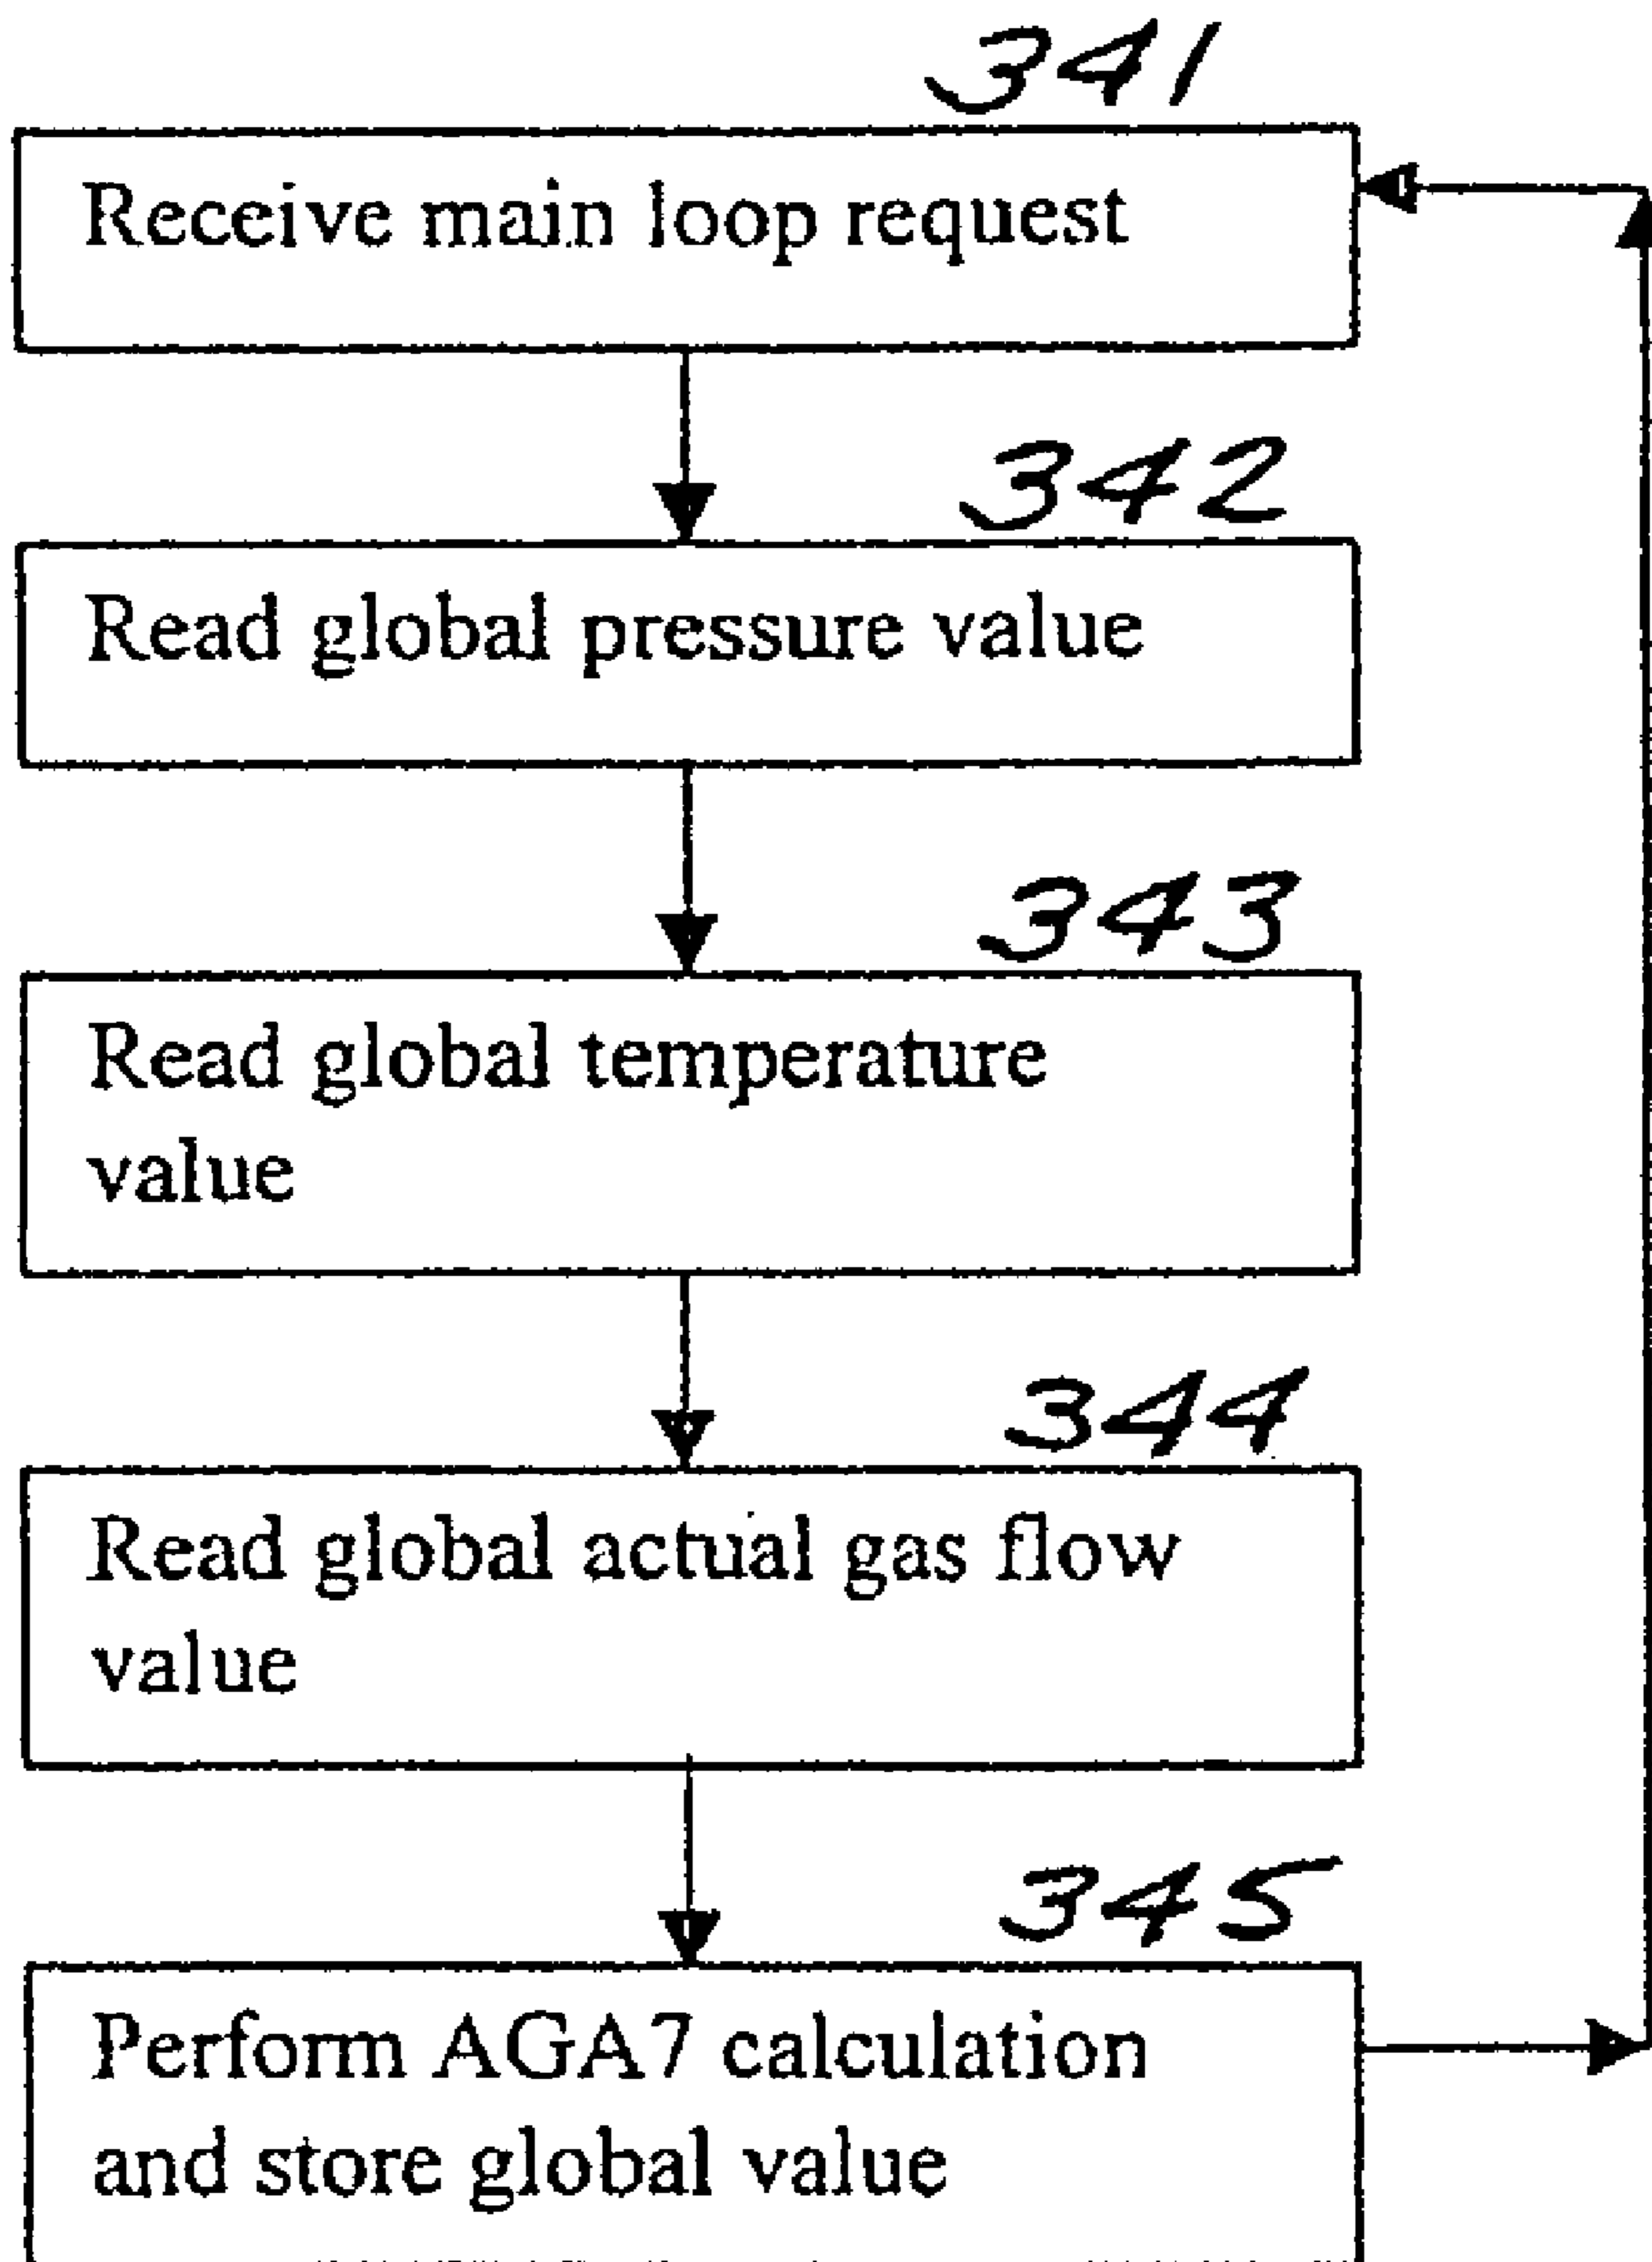 341
Receive main loop request
342
Read global pressure value
343
Read global temperature
value
344
Read global actual gas flow
value
345
Perform AGA7 calculation
and store global value